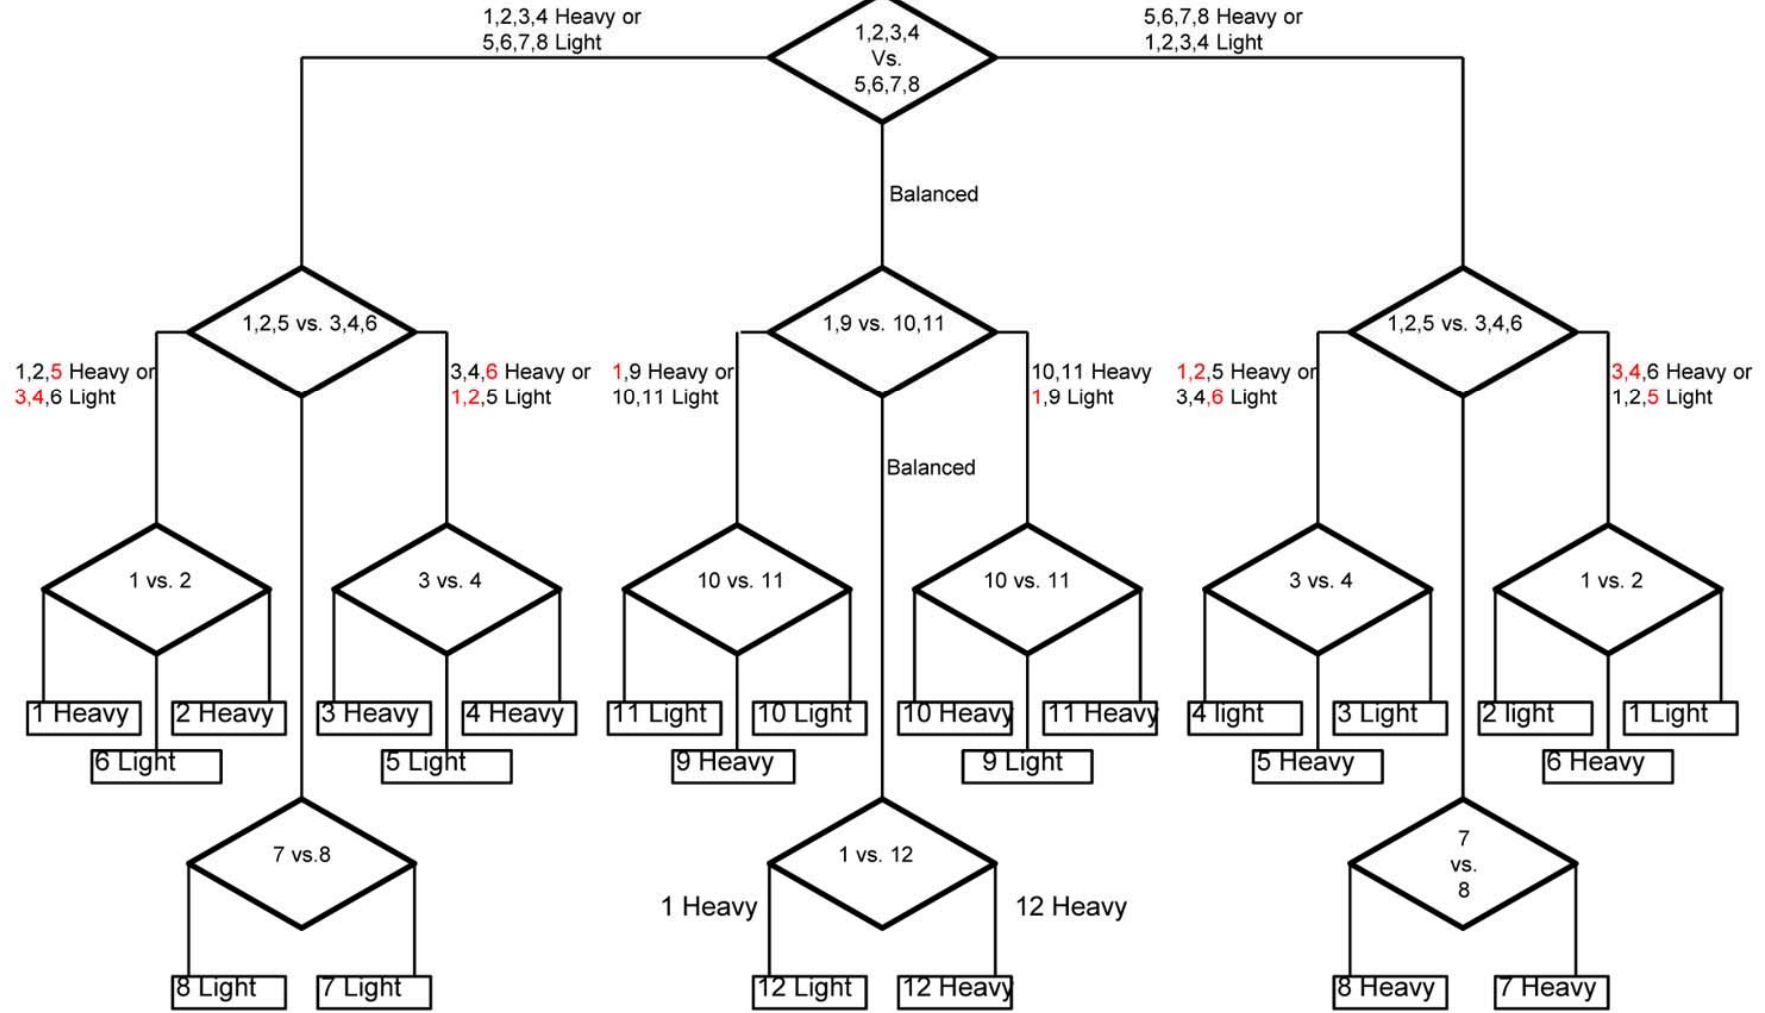 1,2,3,4 Heavy or
5,6,7,8 Light
1,2,3,4
Vs.
5,6,7,8
5,6,7,8 Heavy or
1,2,3,4 Light
Balanced
1,2,5 vs. 3,4,6
1,9 vs. 10,11
1,2,5 vs. 3,4,6
1,2,5 Heavy or
3,4,6 Light
3,4,6 Heavy or
1,2,5 Light
1,9 Heavy or
10,11 Light
10,11 Heavy
1,9 Light
1,2,5 Heavy or
3,4,6 Light
3,4,6 Heavy or
1,2,5 Light
Balanced
1 vs. 2
3 vs. 4
10 vs. 11
10 vs. 11
3 vs. 4
1 vs. 2
1 Heavy
2 Heavy
3 Heavy
4 Heavy
11 Light
10 Light
10 Heavy
11 Heavy
4 light
3 Light
2 light
1 Light
6 Light
5 Light
9 Heavy
9 Light
5 Heavy
6 Heavy
7 vs.8
1 vs. 12
7
vs.
8
1 Heavy
12 Heavy
8 Light
7 Light
12 Light
12 Heavy
8 Heavy
7 Heavy